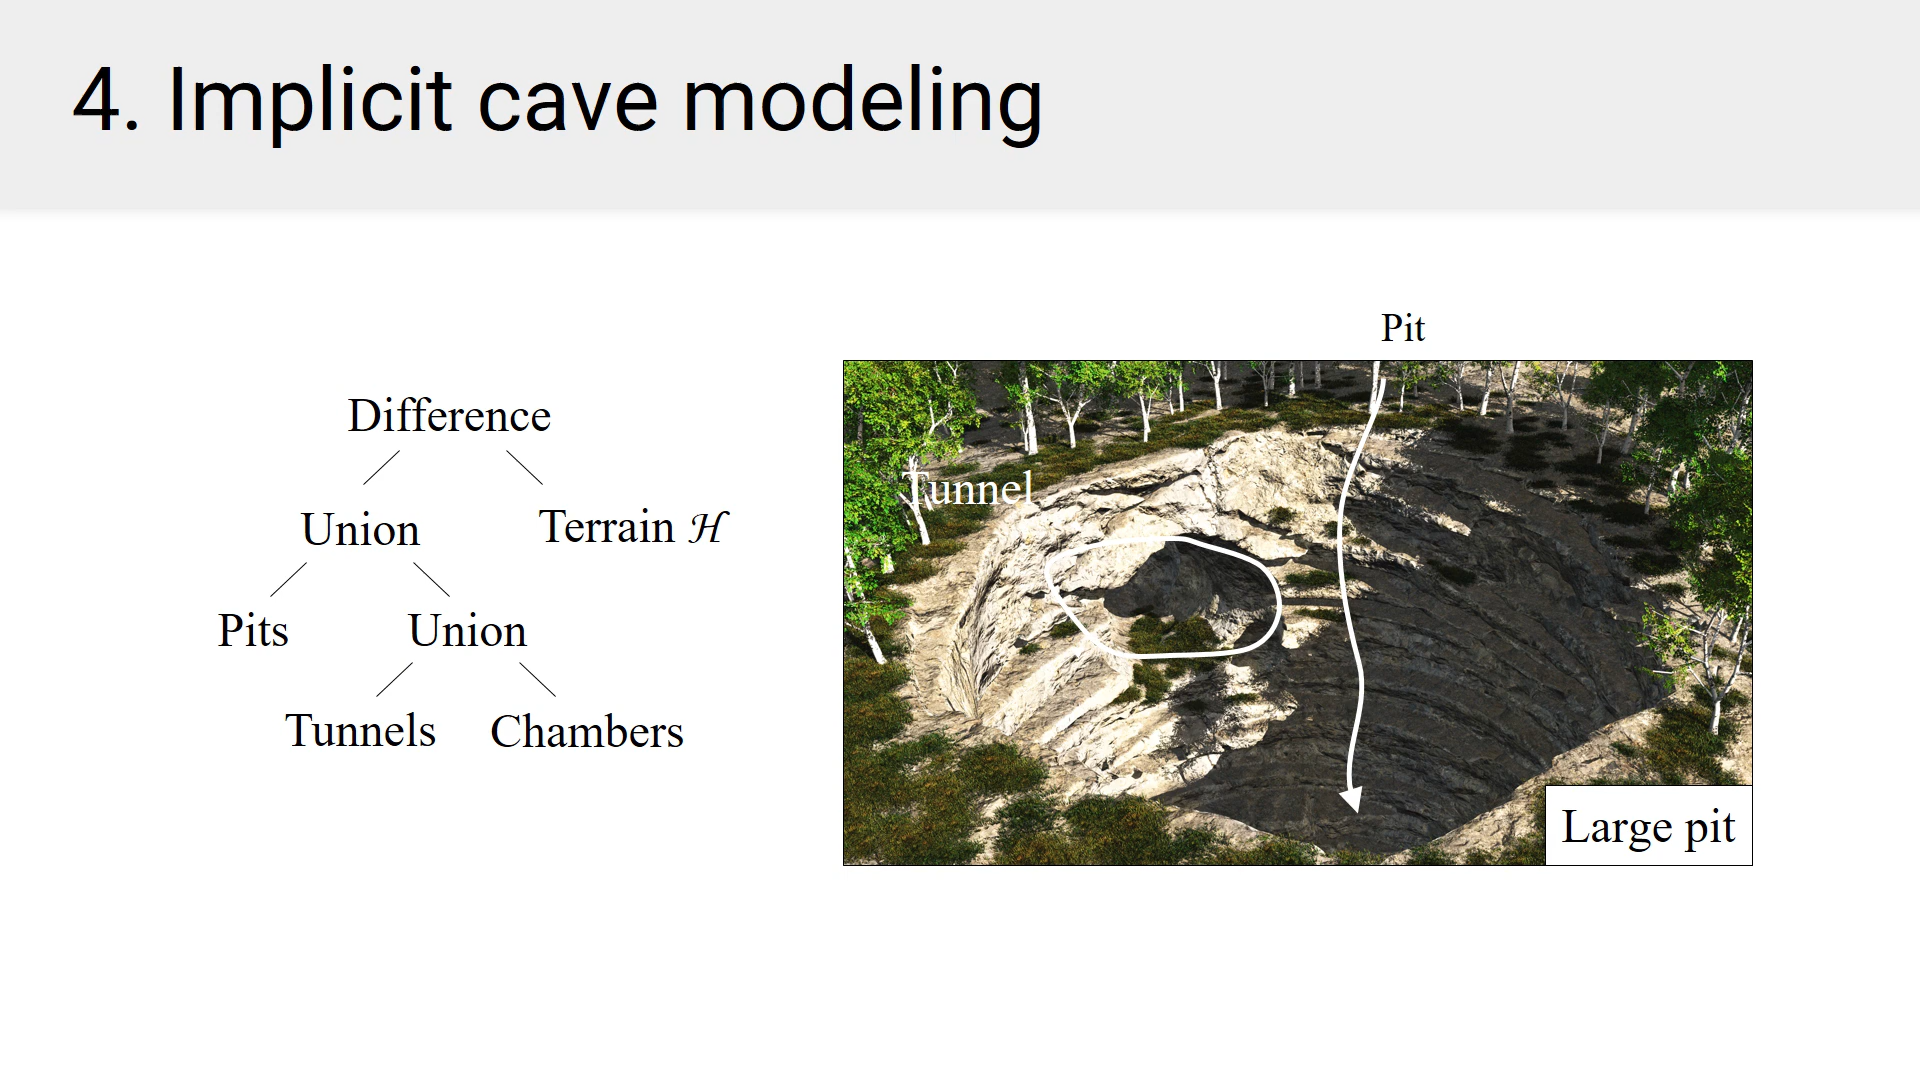 4. Implicit cave modeling
Difference
Union
Terrain ℋ
Pits
Union
Tunnels
Chambers
Pit
Tunnel
Large pit